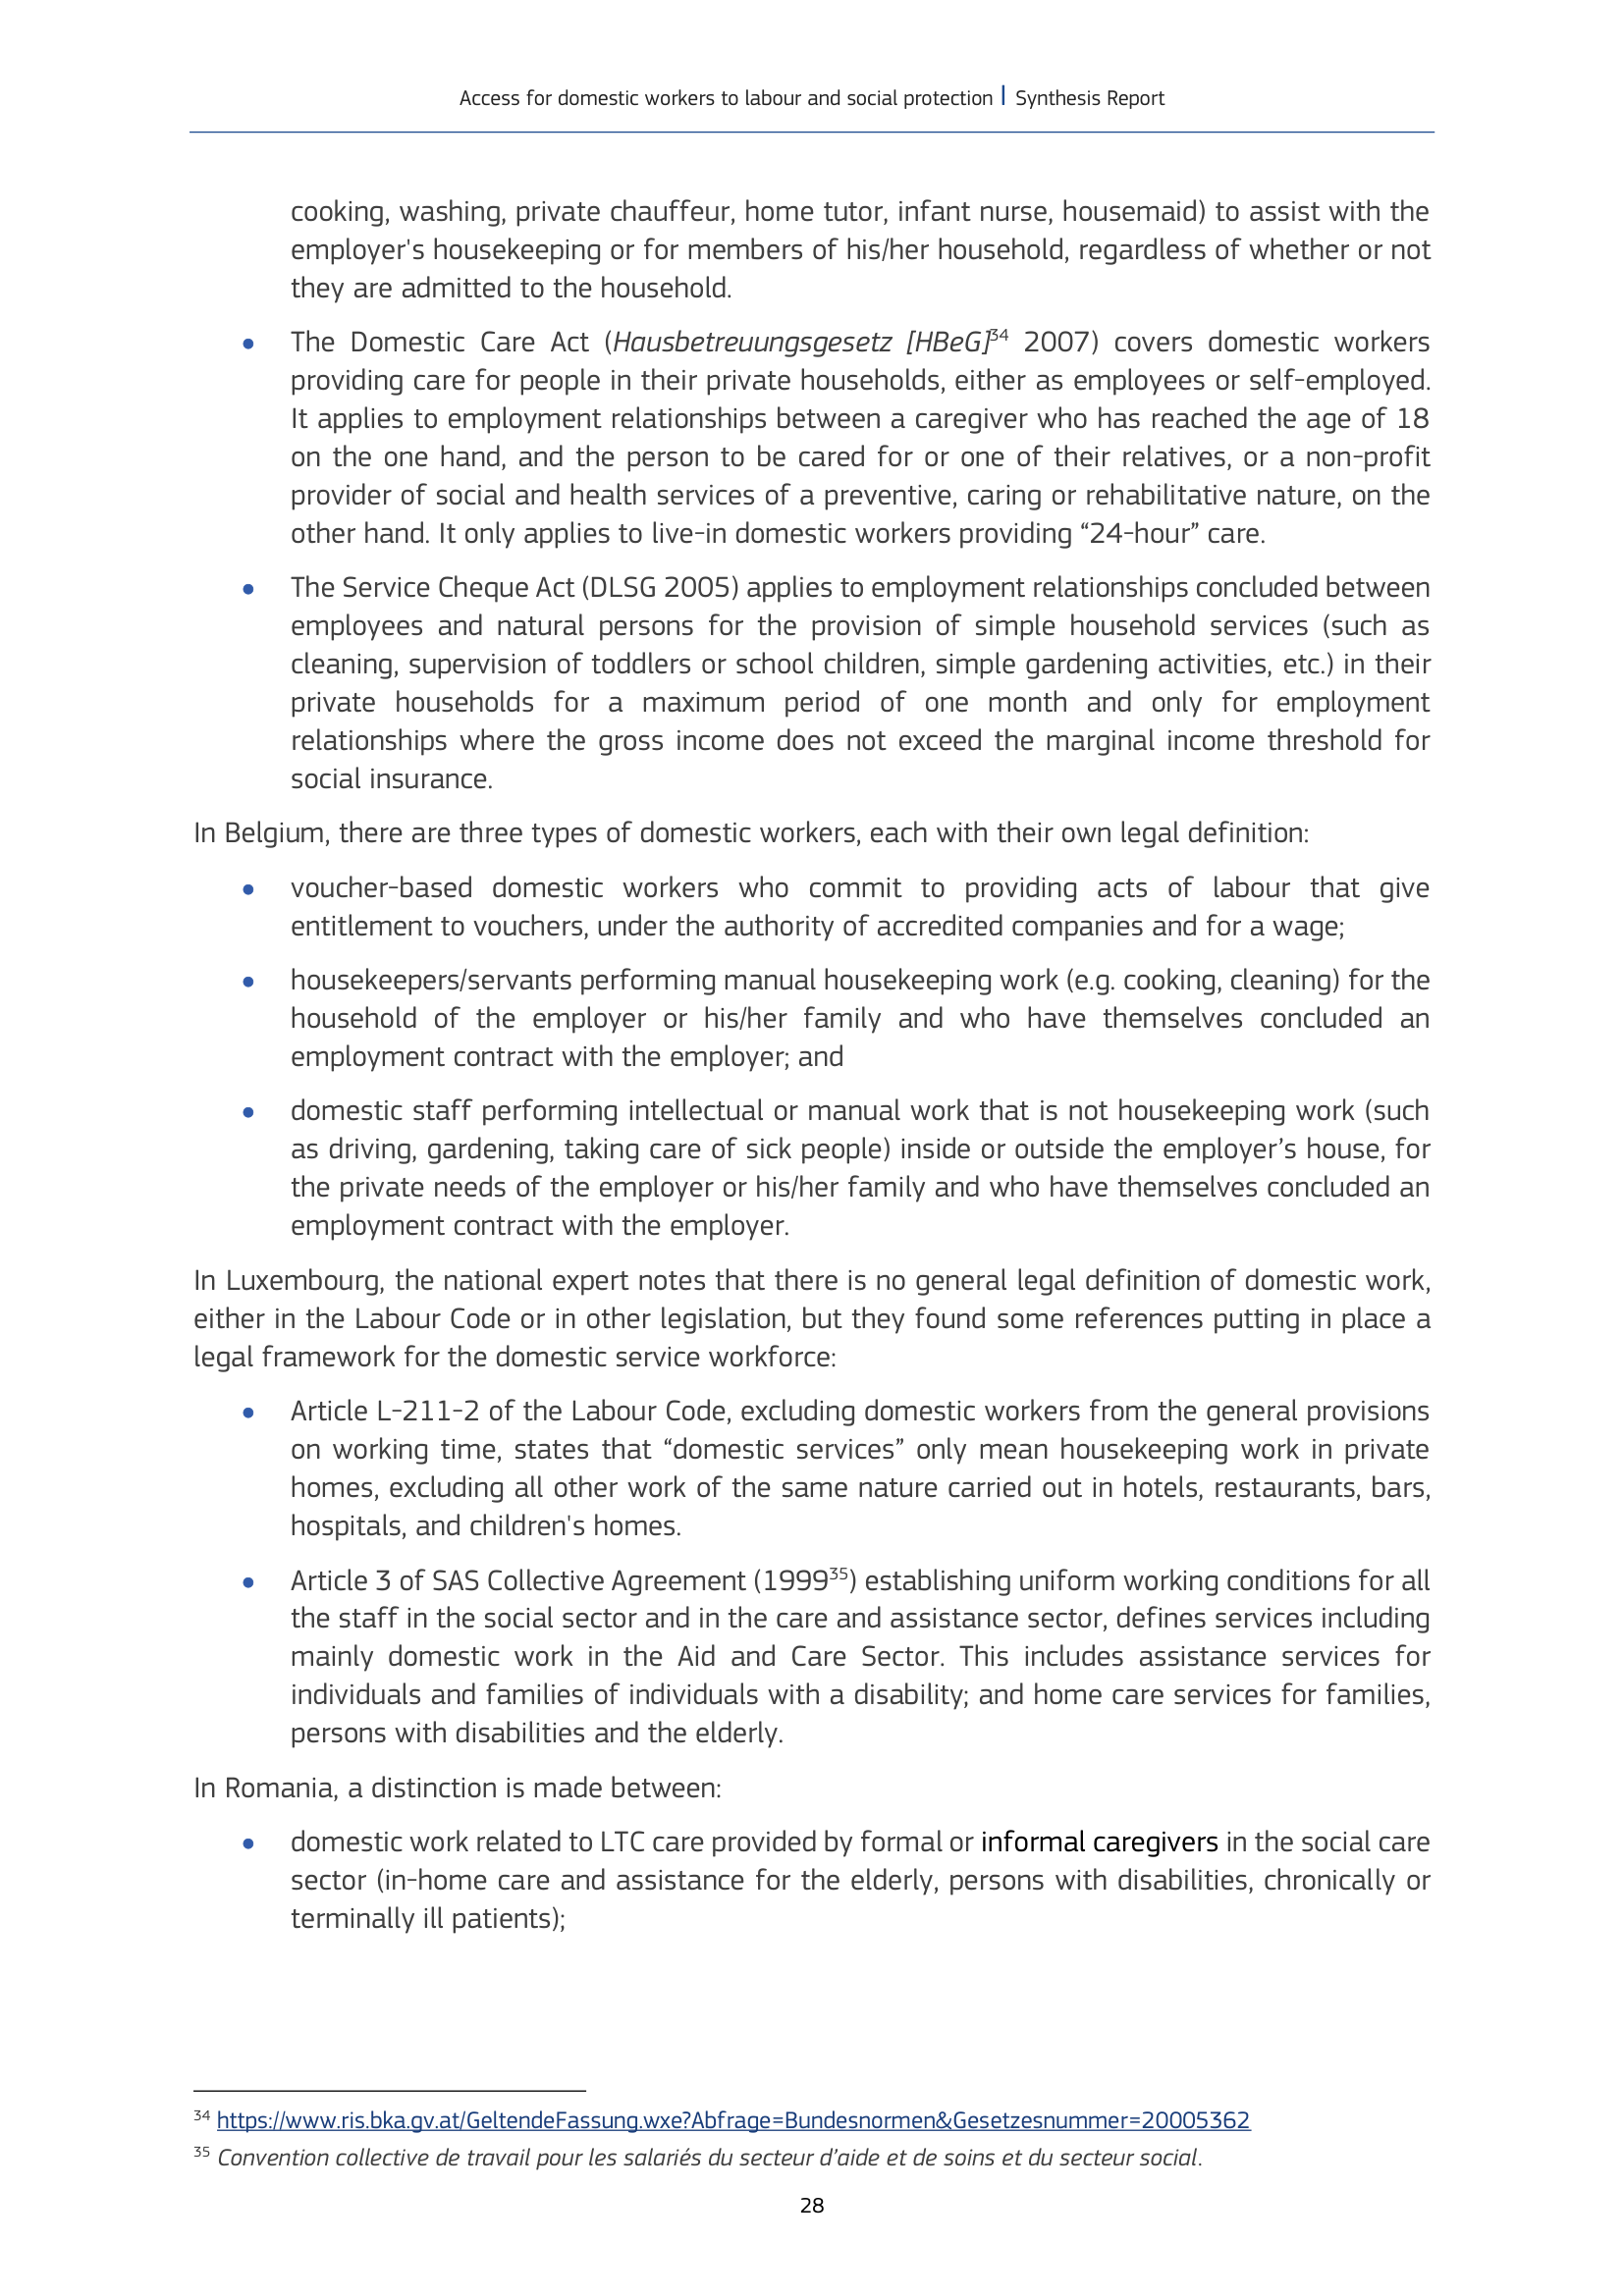 Access for domestic workers to labour and social protection | Synthesis Report
cooking, washing, private chauffeur, home tutor, infant nurse, housemaid) to assist with the
employer's housekeeping or for members of his/her household, regardless of whether or not
they are admitted to the household.
• The Domestic Care Act (Hausbetreuungsgesetz [HBeG]34 2007) covers domestic workers
providing care for people in their private households, either as employees or self-employed.
It applies to employment relationships between a caregiver who has reached the age of 18
on the one hand, and the person to be cared for or one of their relatives, or a non-profit
provider of social and health services of a preventive, caring or rehabilitative nature, on the
other hand. It only applies to live-in domestic workers providing “24-hour” care.
• The Service Cheque Act (DLSG 2005) applies to employment relationships concluded between
employees and natural persons for the provision of simple household services (such as
cleaning, supervision of toddlers or school children, simple gardening activities, etc.) in their
private households for a maximum period of one month and only for employment
relationships where the gross income does not exceed the marginal income threshold for
social insurance.
In Belgium, there are three types of domestic workers, each with their own legal definition:
• voucher-based domestic workers who commit to providing acts of labour that give
entitlement to vouchers, under the authority of accredited companies and for a wage;
• housekeepers/servants performing manual housekeeping work (e.g. cooking, cleaning) for the
household of the employer or his/her family and who have themselves concluded an
employment contract with the employer; and
• domestic staff performing intellectual or manual work that is not housekeeping work (such
as driving, gardening, taking care of sick people) inside or outside the employer’s house, for
the private needs of the employer or his/her family and who have themselves concluded an
employment contract with the employer.
In Luxembourg, the national expert notes that there is no general legal definition of domestic work,
either in the Labour Code or in other legislation, but they found some references putting in place a
legal framework for the domestic service workforce:
• Article L-211-2 of the Labour Code, excluding domestic workers from the general provisions
on working time, states that “domestic services” only mean housekeeping work in private
homes, excluding all other work of the same nature carried out in hotels, restaurants, bars,
hospitals, and children's homes.
• Article 3 of SAS Collective Agreement (199935) establishing uniform working conditions for all
the staff in the social sector and in the care and assistance sector, defines services including
mainly domestic work in the Aid and Care Sector. This includes assistance services for
individuals and families of individuals with a disability; and home care services for families,
persons with disabilities and the elderly.
In Romania, a distinction is made between:
• domestic work related to LTC care provided by formal or informal caregivers in the social care
sector (in-home care and assistance for the elderly, persons with disabilities, chronically or
terminally ill patients);
34 https://www.ris.bka.gv.at/GeltendeFassung.wxe?Abfrage=Bundesnormen&Gesetzesnummer=20005362
35 Convention collective de travail pour les salariés du secteur d’aide et de soins et du secteur social.
28